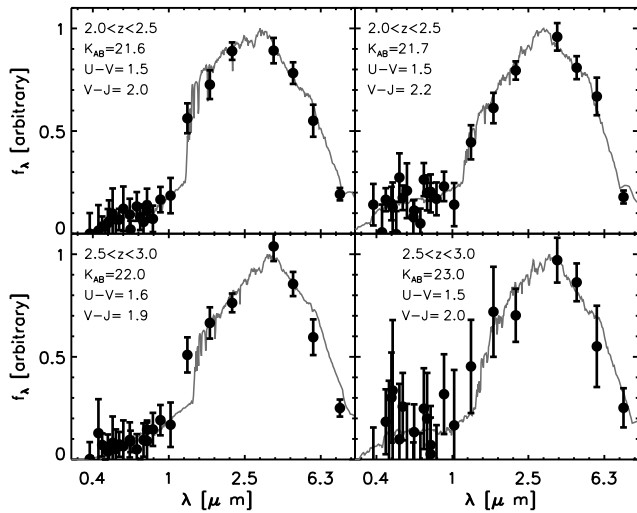 2.0<z<2.5
K_AB=21.6
U−V=1.5
V−J= 2.0
2.0<z<2.5
K_AB=21.7
U−V=1.5
V−J= 2.2
1
0.5
0
f_λ [arbitrary]
2.5<z<3.0
K_AB=22.0
U−V=1.6
V−J= 1.9
2.5<z<3.0
K_AB=23.0
U−V=1.5
V−J= 2.0
1
0.5
0
f_λ [arbitrary]
0.4 1 2.5 6.3 0.4 1 2.5 6.3
λ [μ m] λ [μ m]